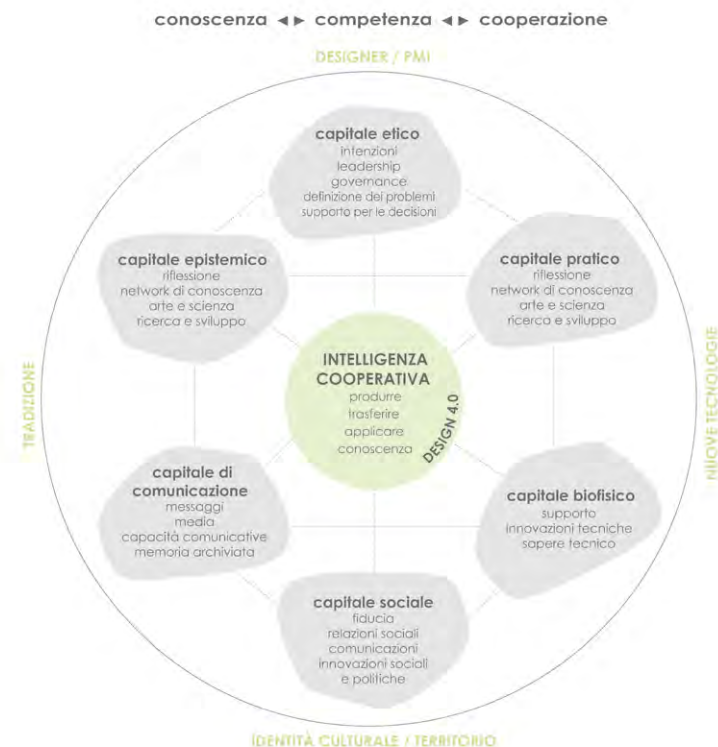 conoscenza ◄► competenza ◄► cooperazione
DESIGNER / PMI
capitale etico
intenzioni
leadership
governance
definizione dei problemi
supporto per le decisioni
capitale epistemico
riflessione
network di conoscenza
arte e scienza
ricerca e sviluppo
capitale pratico
riflessione
network di conoscenza
arte e scienza
ricerca e sviluppo
TRADIZIONE
INTELLIGENZA
COOPERATIVA
produrre
trasferire
applicare
conoscenza
DESIGN 4.0
NUOVE TECNOLOGIE
capitale di
comunicazione
messaggi
media
capacità comunicative
memoria archiviata
capitale biofisico
supporto
innovazioni tecniche
sapere tecnico
capitale sociale
fiducia
relazioni sociali
comunicazioni
innovazioni sociali
e politiche
IDENTITÀ CULTURALE / TERRITORIO